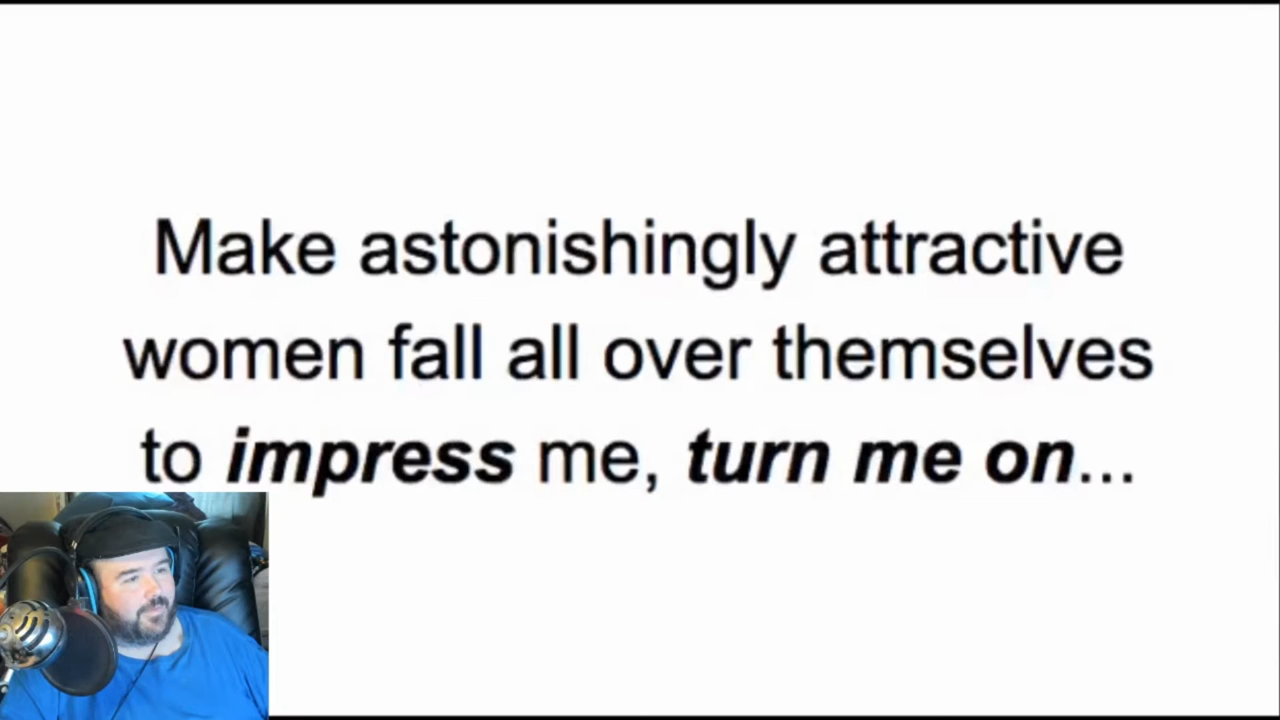 Make astonishingly attractive
women fall all over themselves
to impress me, turn me on...